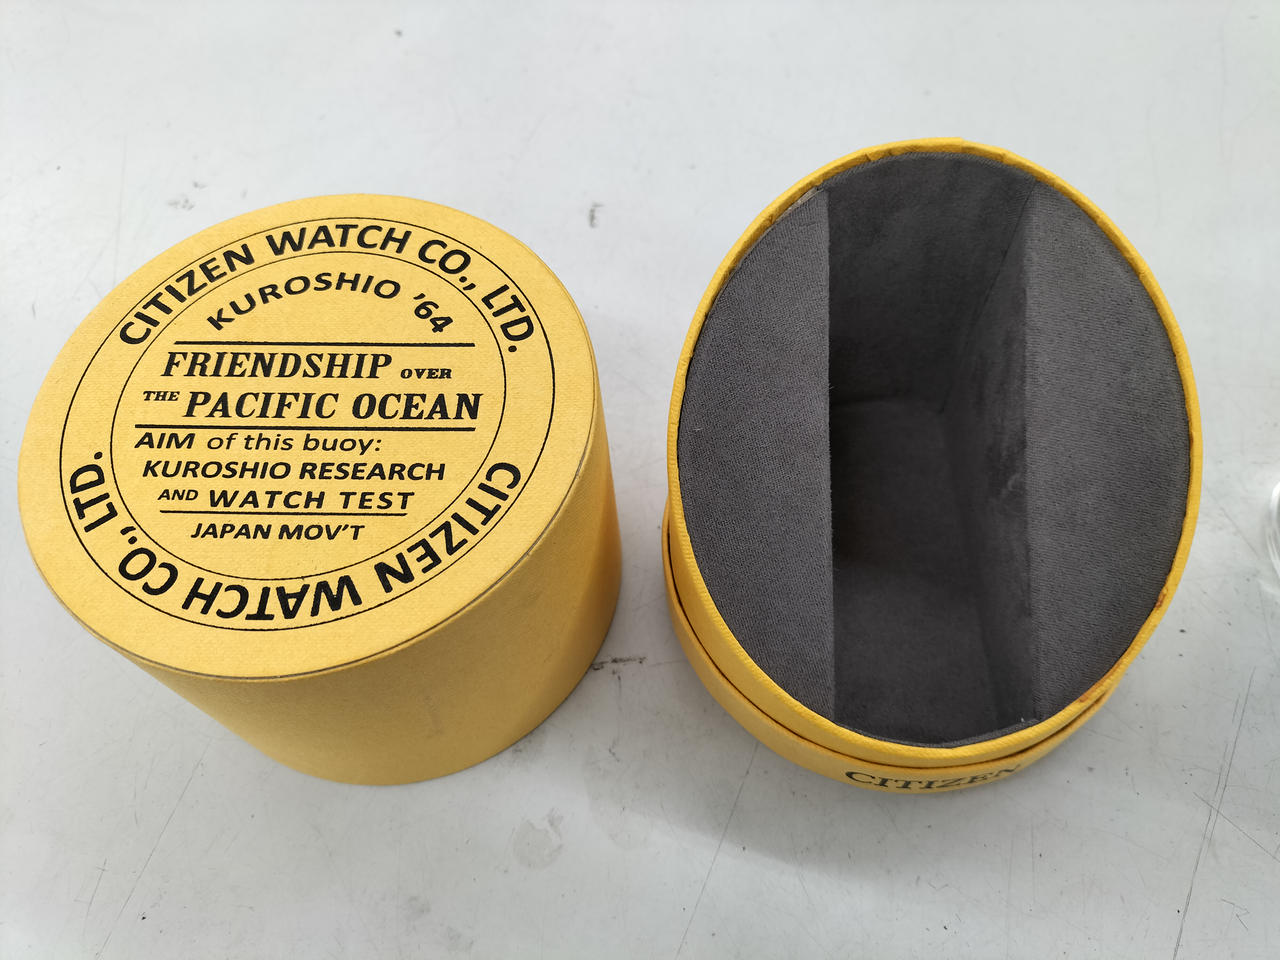 CITIZEN WATCH CO., LTD.
KUROSHIO '64
FRIENDSHIP OVER
THE PACIFIC OCEAN
AIM of this buoy:
KUROSHIO RESEARCH
AND WATCH TEST
JAPAN MOV'T
CITIZEN WATCH CO., LTD.
CITIZEN